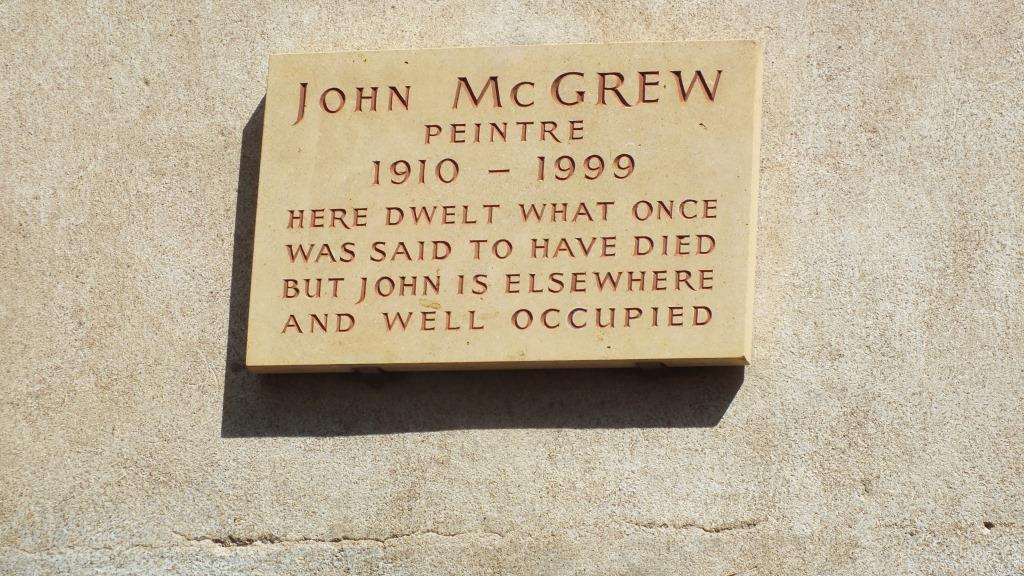 JOHN McGREW
PEINTRE
1910 – 1999
HERE DWELT WHAT ONCE
WAS SAID TO HAVE DIED
BUT JOHN IS ELSEWHERE
AND WELL OCCUPIED